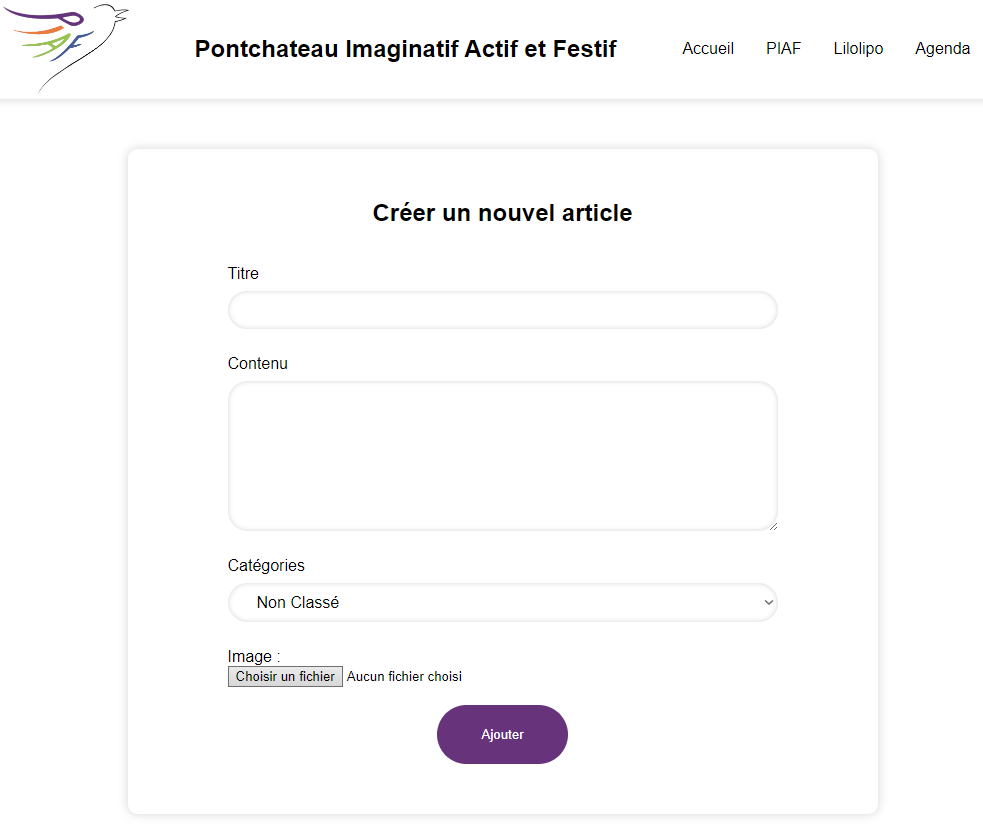 Pontchateau Imaginatif Actif et Festif Accueil PIAF Lilolipo Agenda
Créer un nouvel article
Titre
Contenu
Catégories
Non Classé
Image :
Choisir un fichier Aucun fichier choisi
Ajouter